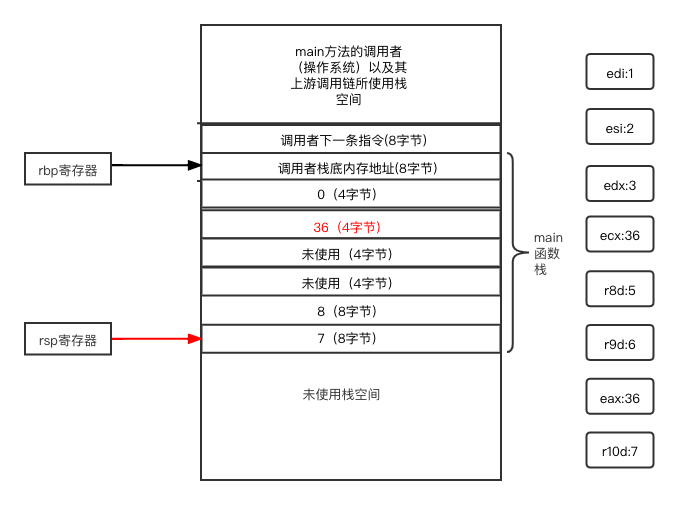 main方法的调用者
（操作系统）以及其
上游调用链所使用栈
空间
调用者下一条指令(8字节)
rbp寄存器
调用者栈底内存地址(8字节)
0（4字节）
36（4字节）
未使用（4字节）
未使用（4字节）
8（8字节）
rsp寄存器
7（8字节）
未使用栈空间
main
函数
栈
edi:1
esi:2
edx:3
ecx:36
r8d:5
r9d:6
eax:36
r10d:7